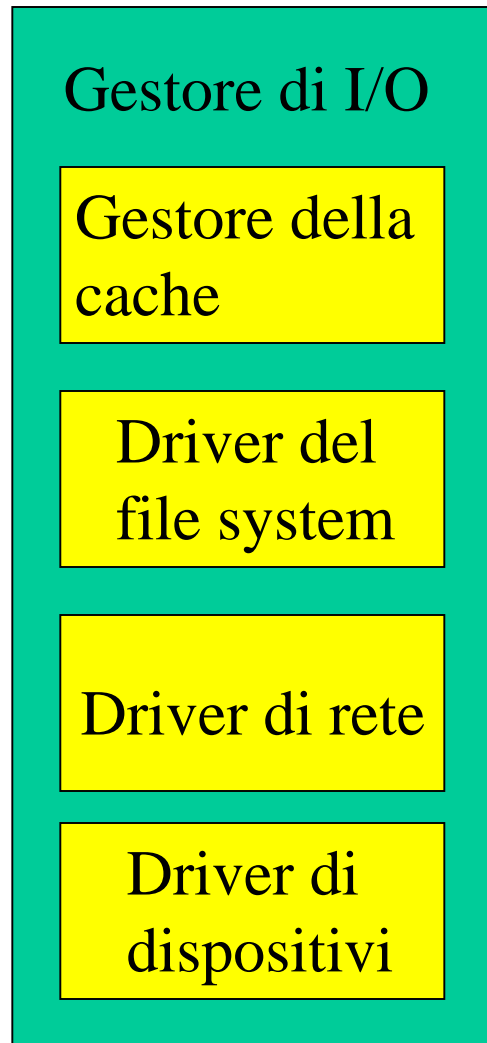 Gestore di I/O
Gestore della
cache
Driver del
file system
Driver di rete
Driver di
dispositivi